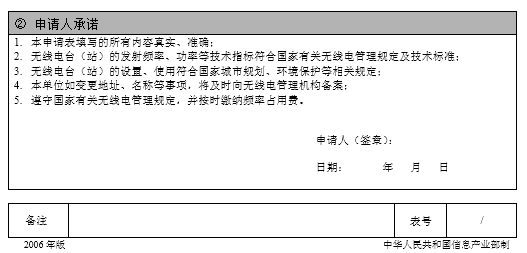 ② 申请人承诺
1. 本申请表填写的所有内容真实、准确；
2. 无线电台（站）的发射频率、功率等技术指标符合国家有关无线电管理规定及技术标准；
3. 无线电台（站）的设置、使用符合国家城市规划、环境保护等相关规定；
4. 本单位如变更地址、名称等事项，将及时向无线电管理机构备案；
5. 遵守国家有关无线电管理规定，并按时缴纳频率占用费。
申请人（签章）：
日期： 年 月 日
备注 表号 /
2006 年版 中华人民共和国信息产业部制